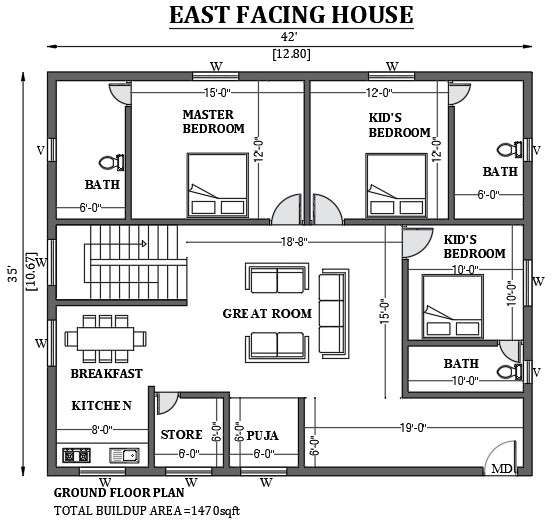 EAST FACING HOUSE
42'
[12.80]
W
W
15'-0"
12'-0"
MASTER
BEDROOM
KID'S
BEDROOM
12'-0"
12'-0"
V
V
BATH
BATH
6'-0"
6'-0"
35'
[10.67]
W
18'-8"
KID'S
BEDROOM
10'-0"
10'-0"
W
GREAT ROOM
15'-0"
W
BREAKFAST
BATH
V
10'-0"
KITCHEN
8'-0"
STORE
6'-0"
6'-0"
PUJA
6'-0"
6'-0"
6'-0"
19'-0"
MD
W
W
W
GROUND FLOOR PLAN
TOTAL BUILDUP AREA =1470sqft